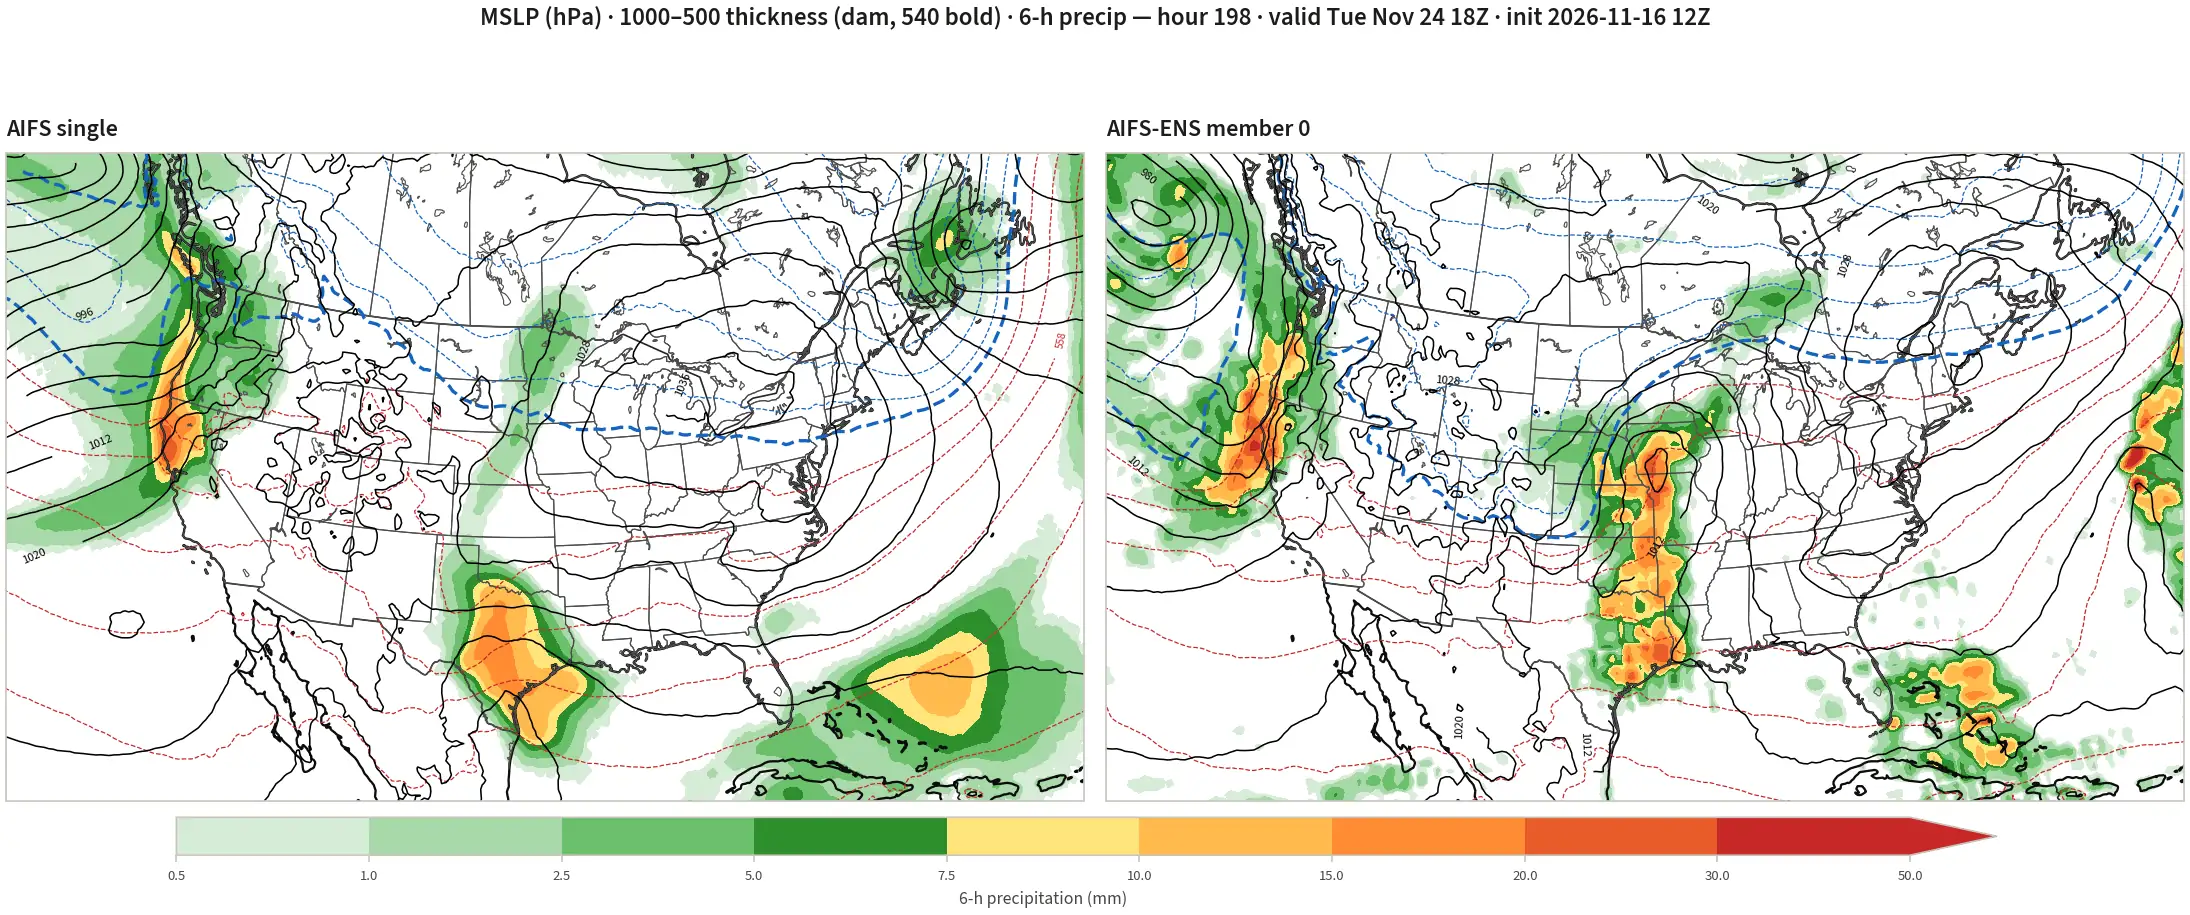 MSLP (hPa) · 1000–500 thickness (dam, 540 bold) · 6-h precip — hour 198 · valid Tue Nov 24 18Z · init 2026-11-16 12Z
AIFS single
AIFS-ENS member 0
996
1012
1020
1028
1036
558
980
1012
1020
1028
1028
1012
1020
1012
0.5 1.0 2.5 5.0 7.5 10.0 15.0 20.0 30.0 50.0
6-h precipitation (mm)